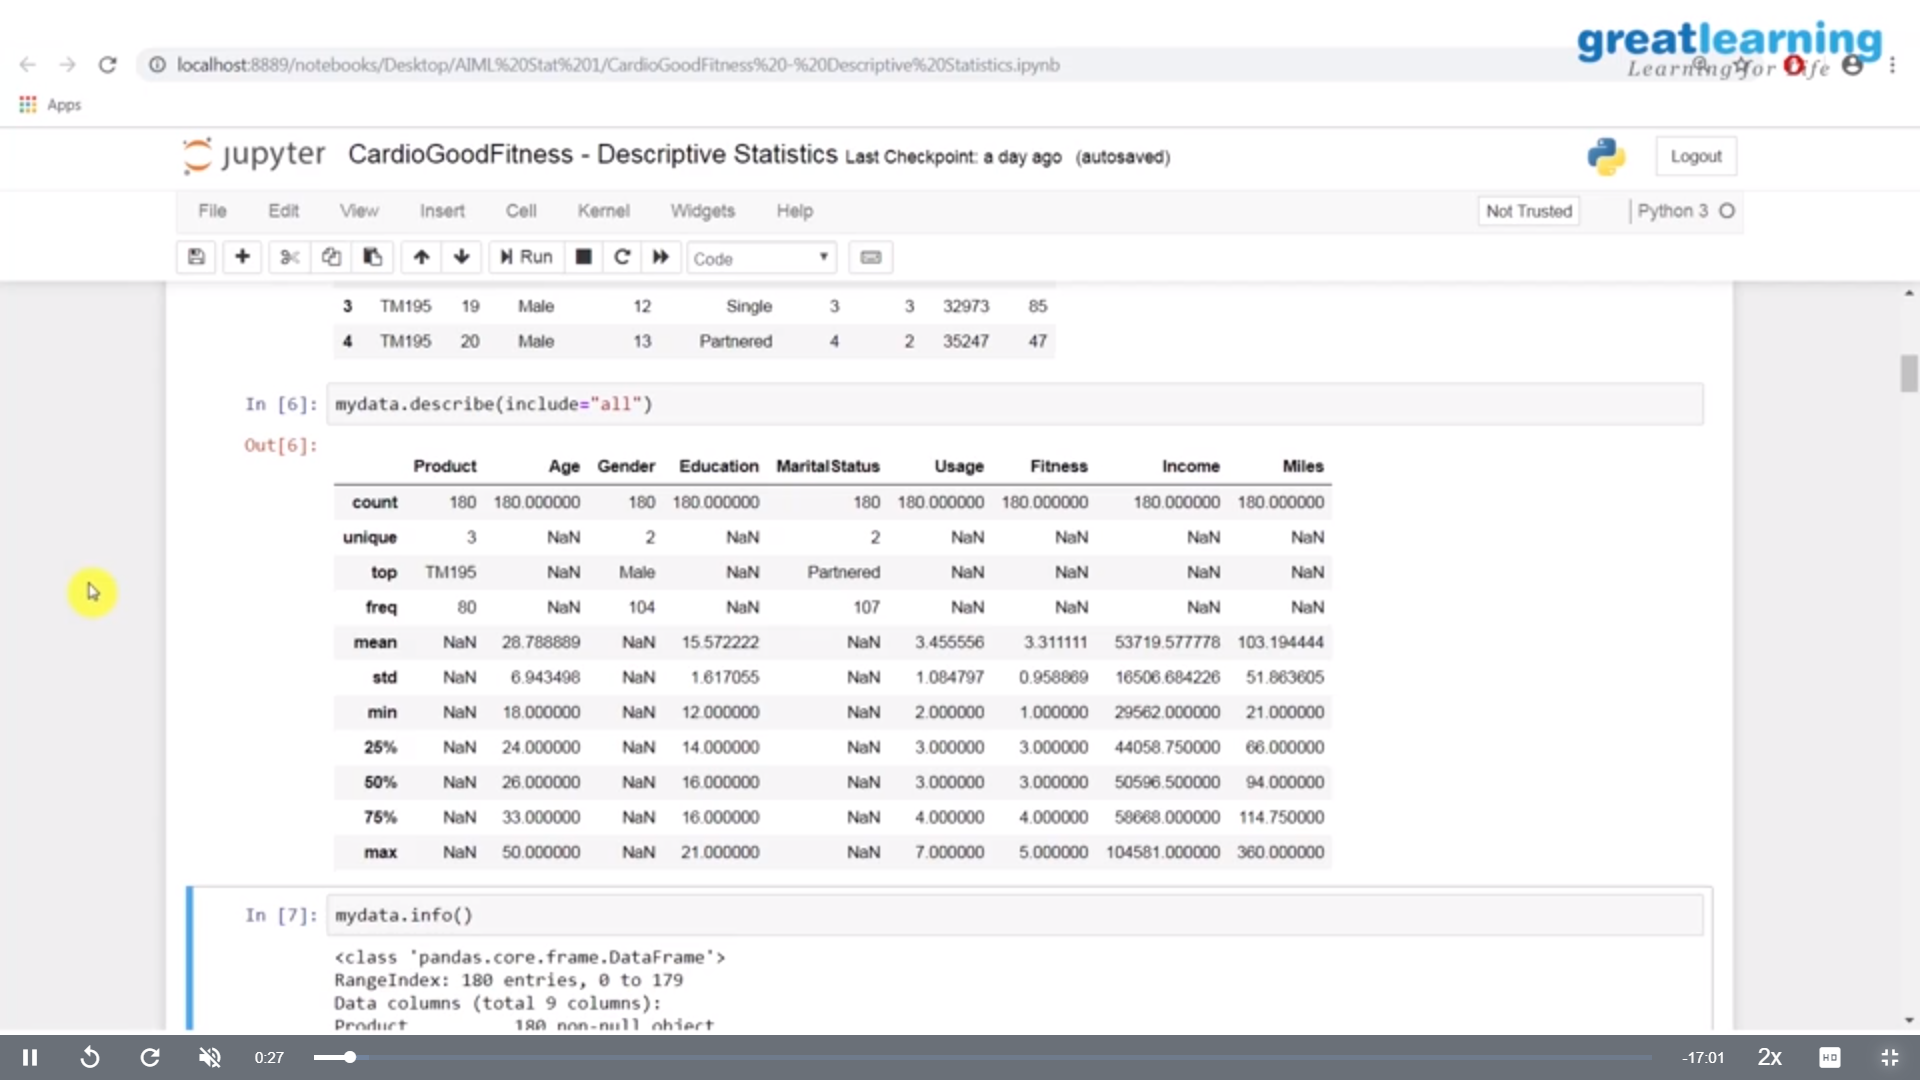 greatlearning
Learning for Life
localhost:8889/notebooks/Desktop/AIML%20Stat%201/CardioGoodFitness%20-%20Descriptive%20Statistics.ipynb
Apps
jupyter CardioGoodFitness - Descriptive Statistics Last Checkpoint: a day ago (autosaved) Logout
File Edit View Insert Cell Kernel Widgets Help Not Trusted Python 3
Run Code
3 TM195 19 Male 12 Single 3 3 32973 85
4 TM195 20 Male 13 Partnered 4 2 35247 47
In [6]: mydata.describe(include="all")
Out[6]:
Product Age Gender Education MaritalStatus Usage Fitness Income Miles
count 180 180.000000 180 180.000000 180 180.000000 180.000000 180.000000 180.000000
unique 3 NaN 2 NaN 2 NaN NaN NaN NaN
top TM195 NaN Male NaN Partnered NaN NaN NaN NaN
freq 80 NaN 104 NaN 107 NaN NaN NaN NaN
mean NaN 28.788889 NaN 15.572222 NaN 3.455556 3.311111 53719.577778 103.194444
std NaN 6.943498 NaN 1.617055 NaN 1.084797 0.958869 16506.684226 51.863605
min NaN 18.000000 NaN 12.000000 NaN 2.000000 1.000000 29562.000000 21.000000
25% NaN 24.000000 NaN 14.000000 NaN 3.000000 3.000000 44058.750000 66.000000
50% NaN 26.000000 NaN 16.000000 NaN 3.000000 3.000000 50596.500000 94.000000
75% NaN 33.000000 NaN 16.000000 NaN 4.000000 4.000000 58668.000000 114.750000
max NaN 50.000000 NaN 21.000000 NaN 7.000000 5.000000 104581.000000 360.000000
In [7]: mydata.info()
<class 'pandas.core.frame.DataFrame'>
RangeIndex: 180 entries, 0 to 179
Data columns (total 9 columns):
Product 180 non-null object
0:27 -17:01 2x HD